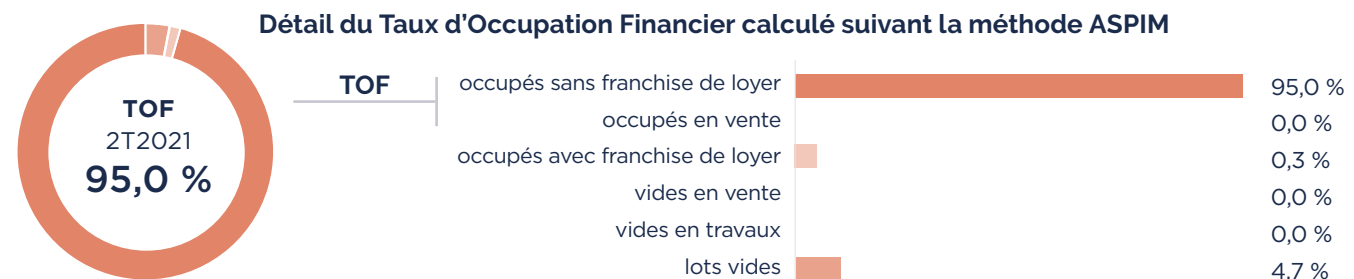 Détail du Taux d'Occupation Financier calculé suivant la méthode ASPIM
TOF
2T2021
95,0 %
TOF
occupés sans franchise de loyer 95,0 %
occupés en vente 0,0 %
occupés avec franchise de loyer 0,3 %
vides en vente 0,0 %
vides en travaux 0,0 %
lots vides 4,7 %